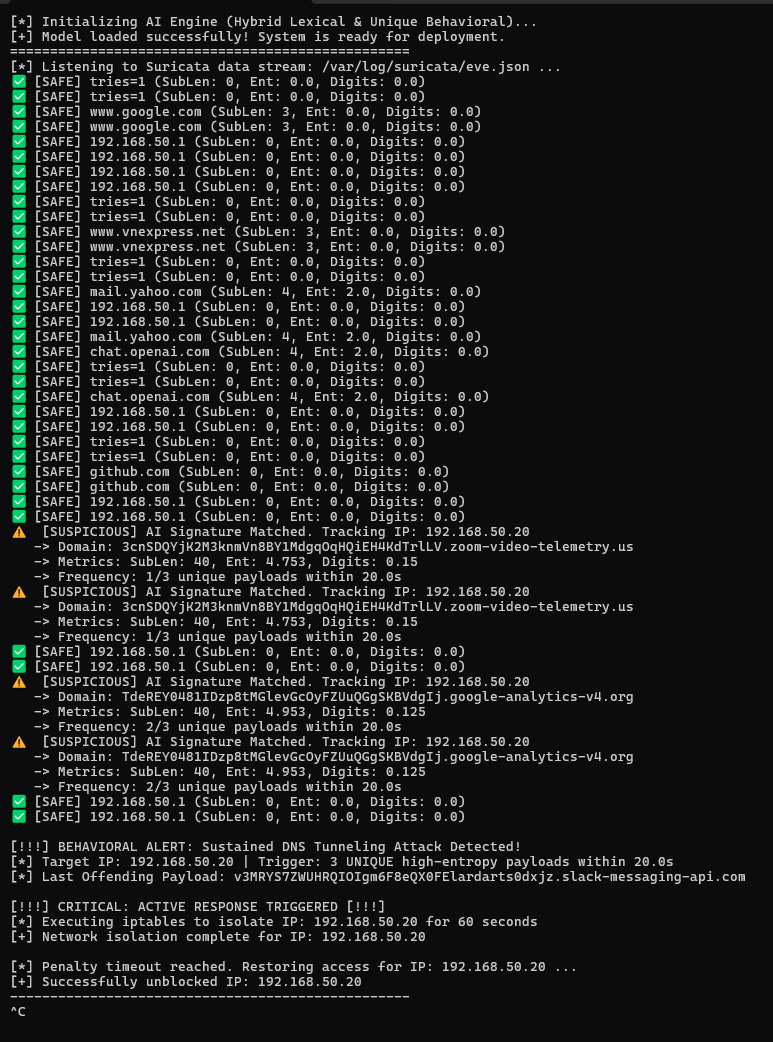 [*] Initializing AI Engine (Hybrid Lexical & Unique Behavioral)...
[+] Model loaded successfully! System is ready for deployment.
==================================================
[*] Listening to Suricata data stream: /var/log/suricata/eve.json ...
✅ [SAFE] tries=1 (SubLen: 0, Ent: 0.0, Digits: 0.0)
✅ [SAFE] tries=1 (SubLen: 0, Ent: 0.0, Digits: 0.0)
✅ [SAFE] www.google.com (SubLen: 3, Ent: 0.0, Digits: 0.0)
✅ [SAFE] www.google.com (SubLen: 3, Ent: 0.0, Digits: 0.0)
✅ [SAFE] 192.168.50.1 (SubLen: 0, Ent: 0.0, Digits: 0.0)
✅ [SAFE] 192.168.50.1 (SubLen: 0, Ent: 0.0, Digits: 0.0)
✅ [SAFE] 192.168.50.1 (SubLen: 0, Ent: 0.0, Digits: 0.0)
✅ [SAFE] 192.168.50.1 (SubLen: 0, Ent: 0.0, Digits: 0.0)
✅ [SAFE] tries=1 (SubLen: 0, Ent: 0.0, Digits: 0.0)
✅ [SAFE] tries=1 (SubLen: 0, Ent: 0.0, Digits: 0.0)
✅ [SAFE] www.vnexpress.net (SubLen: 3, Ent: 0.0, Digits: 0.0)
✅ [SAFE] www.vnexpress.net (SubLen: 3, Ent: 0.0, Digits: 0.0)
✅ [SAFE] tries=1 (SubLen: 0, Ent: 0.0, Digits: 0.0)
✅ [SAFE] tries=1 (SubLen: 0, Ent: 0.0, Digits: 0.0)
✅ [SAFE] mail.yahoo.com (SubLen: 4, Ent: 2.0, Digits: 0.0)
✅ [SAFE] 192.168.50.1 (SubLen: 0, Ent: 0.0, Digits: 0.0)
✅ [SAFE] 192.168.50.1 (SubLen: 0, Ent: 0.0, Digits: 0.0)
✅ [SAFE] mail.yahoo.com (SubLen: 4, Ent: 2.0, Digits: 0.0)
✅ [SAFE] chat.openai.com (SubLen: 4, Ent: 2.0, Digits: 0.0)
✅ [SAFE] tries=1 (SubLen: 0, Ent: 0.0, Digits: 0.0)
✅ [SAFE] tries=1 (SubLen: 0, Ent: 0.0, Digits: 0.0)
✅ [SAFE] chat.openai.com (SubLen: 4, Ent: 2.0, Digits: 0.0)
✅ [SAFE] 192.168.50.1 (SubLen: 0, Ent: 0.0, Digits: 0.0)
✅ [SAFE] 192.168.50.1 (SubLen: 0, Ent: 0.0, Digits: 0.0)
✅ [SAFE] tries=1 (SubLen: 0, Ent: 0.0, Digits: 0.0)
✅ [SAFE] tries=1 (SubLen: 0, Ent: 0.0, Digits: 0.0)
✅ [SAFE] github.com (SubLen: 0, Ent: 0.0, Digits: 0.0)
✅ [SAFE] github.com (SubLen: 0, Ent: 0.0, Digits: 0.0)
✅ [SAFE] 192.168.50.1 (SubLen: 0, Ent: 0.0, Digits: 0.0)
✅ [SAFE] 192.168.50.1 (SubLen: 0, Ent: 0.0, Digits: 0.0)
⚠️ [SUSPICIOUS] AI Signature Matched. Tracking IP: 192.168.50.20
-> Domain: 3cnSDQYjK2M3knmVn8BY1MdgqOqHQiEH4KdTrlLV.zoom-video-telemetry.us
-> Metrics: SubLen: 40, Ent: 4.753, Digits: 0.15
-> Frequency: 1/3 unique payloads within 20.0s
⚠️ [SUSPICIOUS] AI Signature Matched. Tracking IP: 192.168.50.20
-> Domain: 3cnSDQYjK2M3knmVn8BY1MdgqOqHQiEH4KdTrlLV.zoom-video-telemetry.us
-> Metrics: SubLen: 40, Ent: 4.753, Digits: 0.15
-> Frequency: 1/3 unique payloads within 20.0s
✅ [SAFE] 192.168.50.1 (SubLen: 0, Ent: 0.0, Digits: 0.0)
✅ [SAFE] 192.168.50.1 (SubLen: 0, Ent: 0.0, Digits: 0.0)
⚠️ [SUSPICIOUS] AI Signature Matched. Tracking IP: 192.168.50.20
-> Domain: TdeREY0481IDzp8tMGlevGcOyFZUuQGgSKBVdgIj.google-analytics-v4.org
-> Metrics: SubLen: 40, Ent: 4.953, Digits: 0.125
-> Frequency: 2/3 unique payloads within 20.0s
⚠️ [SUSPICIOUS] AI Signature Matched. Tracking IP: 192.168.50.20
-> Domain: TdeREY0481IDzp8tMGlevGcOyFZUuQGgSKBVdgIj.google-analytics-v4.org
-> Metrics: SubLen: 40, Ent: 4.953, Digits: 0.125
-> Frequency: 2/3 unique payloads within 20.0s
✅ [SAFE] 192.168.50.1 (SubLen: 0, Ent: 0.0, Digits: 0.0)
✅ [SAFE] 192.168.50.1 (SubLen: 0, Ent: 0.0, Digits: 0.0)
[!!!] BEHAVIORAL ALERT: Sustained DNS Tunneling Attack Detected!
[*] Target IP: 192.168.50.20 | Trigger: 3 UNIQUE high-entropy payloads within 20.0s
[*] Last Offending Payload: v3MRYS7ZWUHRQIOIgm6F8eQX0FElardarts0dxjz.slack-messaging-api.com
[!!!] CRITICAL: ACTIVE RESPONSE TRIGGERED [!!!]
[*] Executing iptables to isolate IP: 192.168.50.20 for 60 seconds
[+] Network isolation complete for IP: 192.168.50.20
[*] Penalty timeout reached. Restoring access for IP: 192.168.50.20 ...
[+] Successfully unblocked IP: 192.168.50.20
--------------------------------------------------
^C